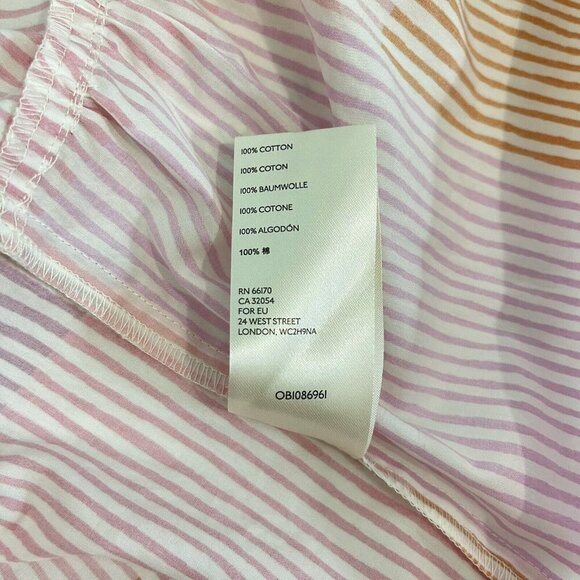 100% COTTON
100% COTON
100% BAUMWOLLE
100% COTONE
100% ALGODÓN
100% 棉
RN 66170
CA 32054
FOR EU
24 WEST STREET
LONDON, WC2H9NA
OB1086961